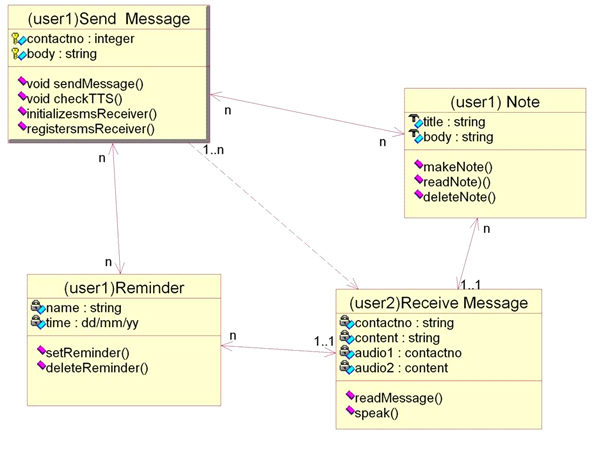 (user1)Send Message
contactno : integer
body : string
void sendMessage()
void checkTTS()
initializesmsReceiver()
registersmsReceiver()
n
n
(user1) Note
title : string
body : string
makeNote()
readNote)()
deleteNote()
n
1..n
n
n
1..1
(user1)Reminder
name : string
time : dd/mm/yy
setReminder()
deleteReminder()
n
1..1
(user2)Receive Message
contactno : string
content : string
audio1 : contactno
audio2 : content
readMessage()
speak()